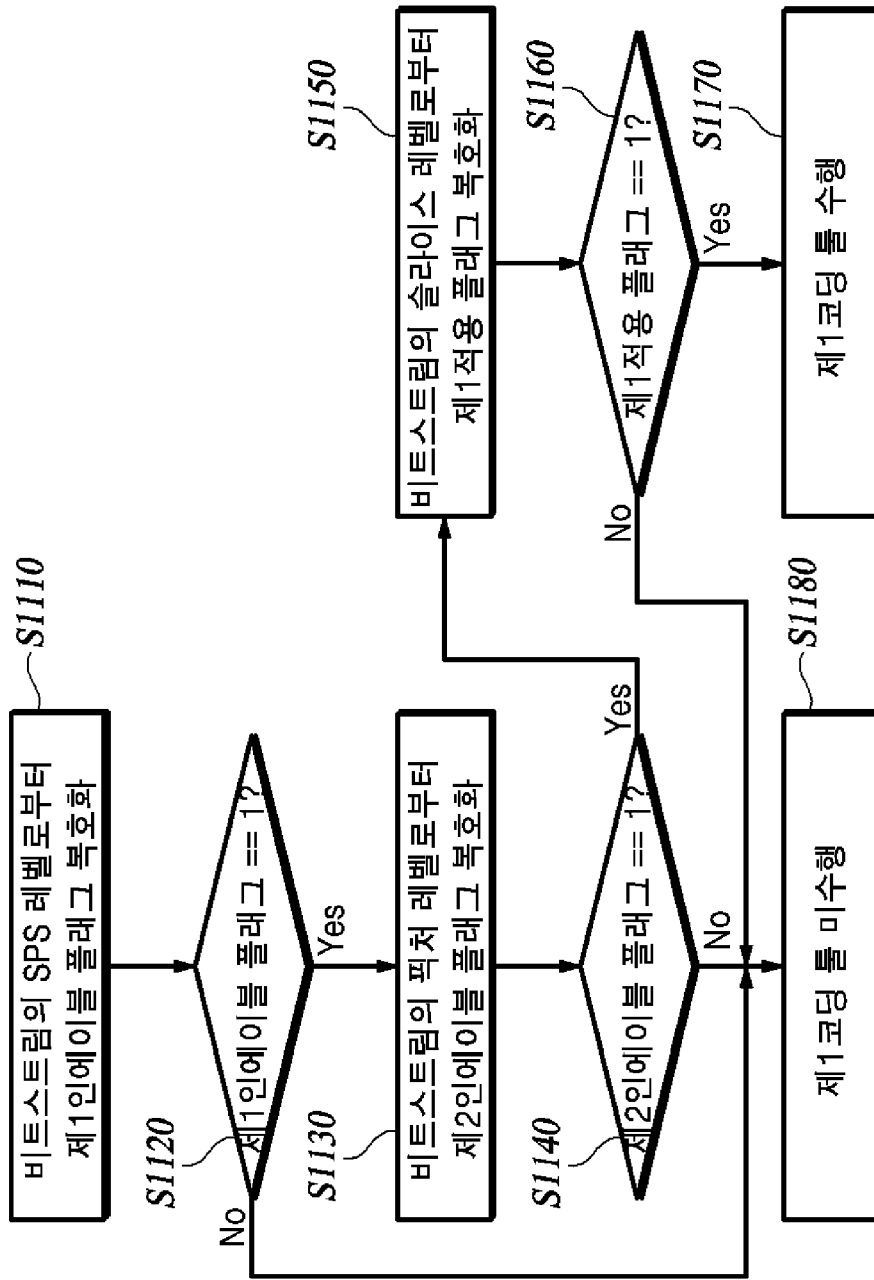 S1110
비트스트림의 SPS 레벨로부터
제1인에이블 플래그 복호화
S1120
제1인에이블 플래그 == 1?
No
Yes
S1130
비트스트림의 픽처 레벨로부터
제2인에이블 플래그 복호화
S1140
제2인에이블 플래그 == 1?
Yes
No
S1150
비트스트림의 슬라이스 레벨로부터
제1적용 플래그 복호화
S1160
제1적용 플래그 == 1?
No
Yes
S1170
제1코딩 툴 수행
S1180
제1코딩 툴 미수행